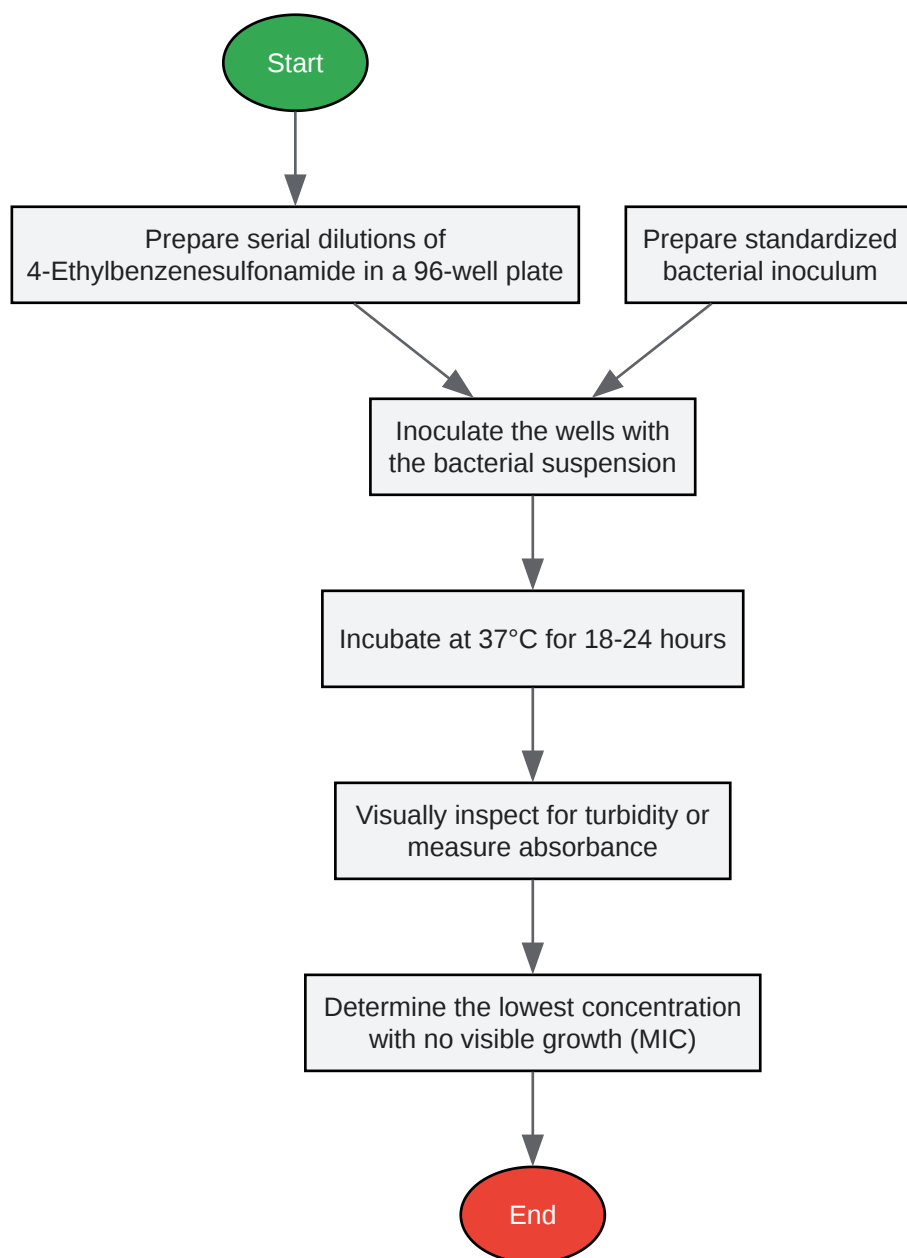 Start
Prepare serial dilutions of
4-Ethylbenzenesulfonamide in a 96-well plate
Prepare standardized
bacterial inoculum
Inoculate the wells with
the bacterial suspension
Incubate at 37°C for 18-24 hours
Visually inspect for turbidity or
measure absorbance
Determine the lowest concentration
with no visible growth (MIC)
End